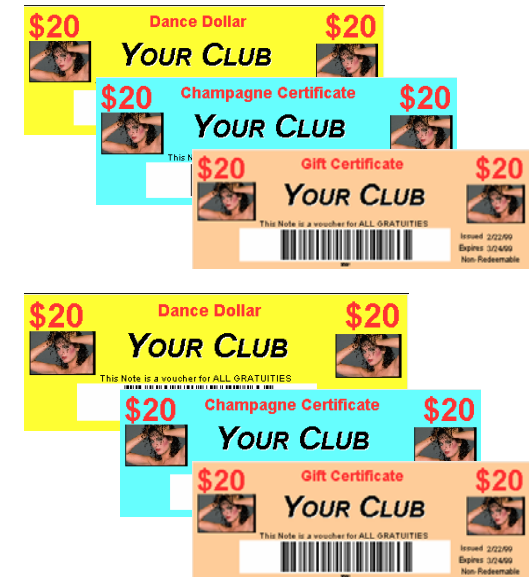 $20 Dance Dollar $20
YOUR CLUB
$20 Champagne Certificate $20
YOUR CLUB
This N
$20 Gift Certificate $20
YOUR CLUB
This Note is a voucher for ALL GRATUITIES
Issued 2/22/99
Expires 3/24/99
Non-Redeemable
$20 Dance Dollar $20
YOUR CLUB
This Note is a voucher for ALL GRATUITIES
$20 Champagne Certificate $20
YOUR CLUB
$20 Gift Certificate $20
YOUR CLUB
This Note is a voucher for ALL GRATUITIES
Issued 2/22/99
Expires 3/24/99
Non-Redeemable